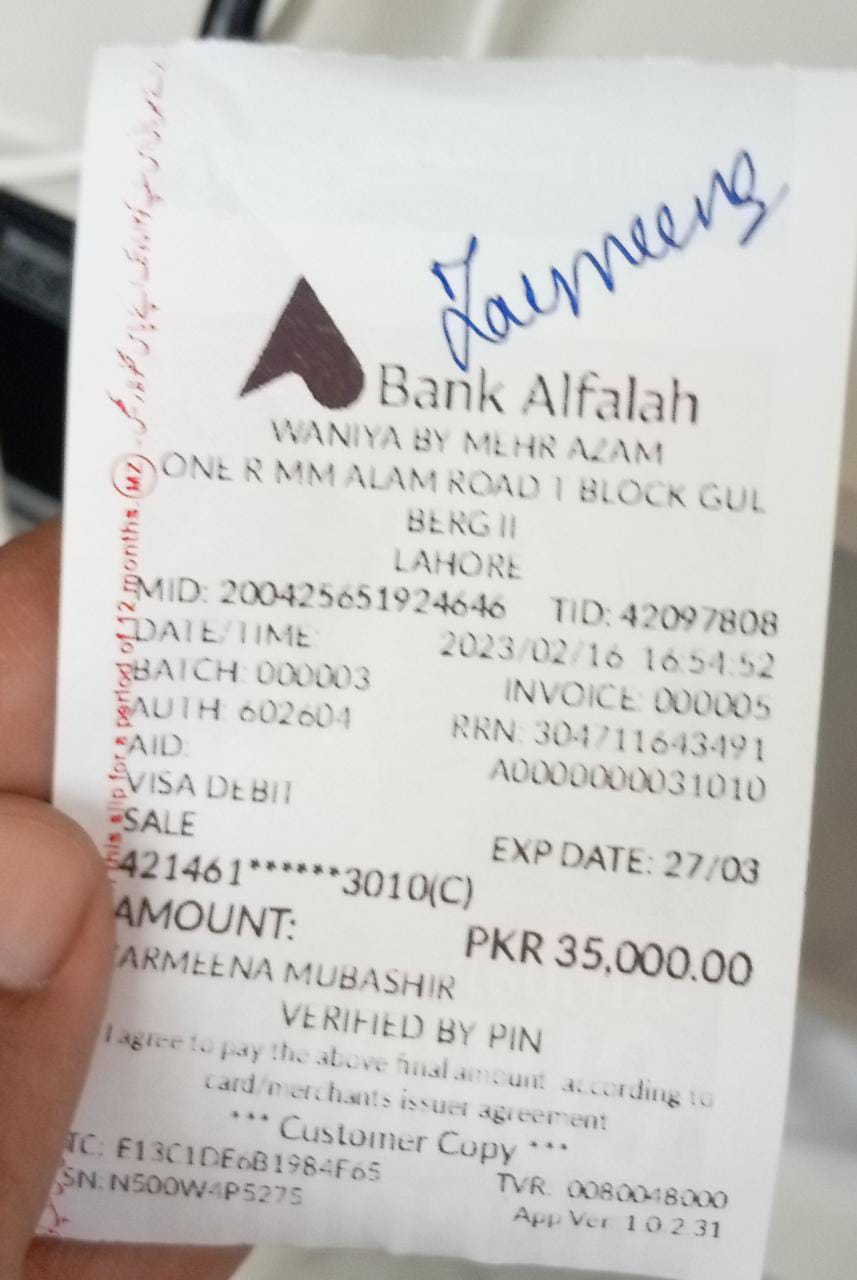 Zarmeena
Bank Alfalah
WANIYA BY MEHR AZAM
ONE R MM ALAM ROAD 1 BLOCK GUL
BERG II
LAHORE
MID: 200425651924646 TID: 42097808
DATE/TIME: 2023/02/16 16:54:52
BATCH: 000003 INVOICE: 000005
AUTH: 602604 RRN: 304711643491
AID: A0000000031010
VISA DEBIT
SALE
EXP DATE: 27/03
421461******3010(C)
AMOUNT: PKR 35,000.00
ARMEENA MUBASHIR
VERIFIED BY PIN
I agree to pay the above final amount according to
card/merchants issuer agreement
*** Customer Copy ***
TC: E13C1DE6B1984F65
TVR: 0080048000
SN: N500W4P5275
App Ver: 1.0.2.31
this slip for a period of 12 months. MZ